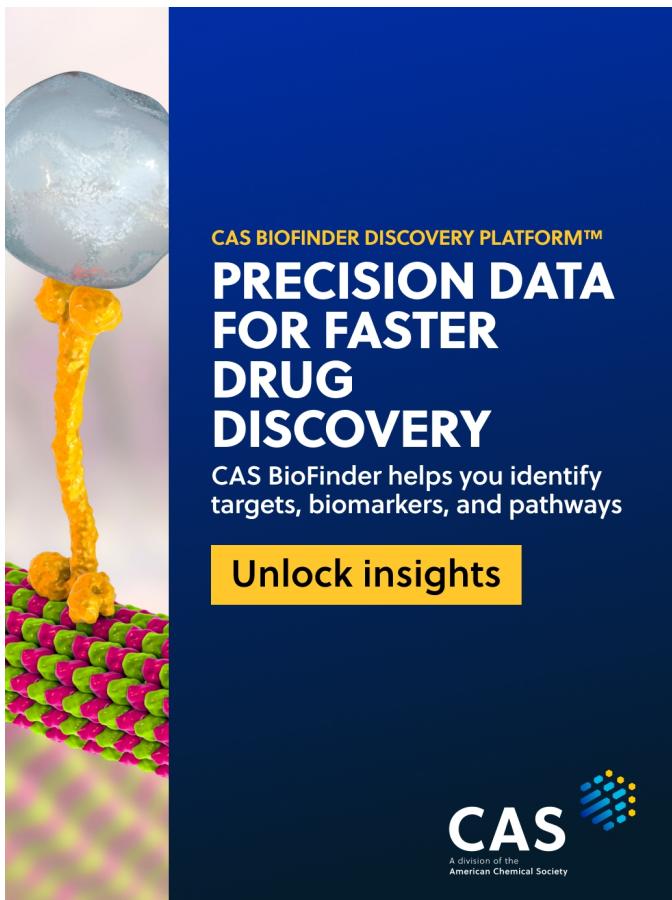 CAS BIOFINDER DISCOVERY PLATFORM™
PRECISION DATA
FOR FASTER
DRUG
DISCOVERY
CAS BioFinder helps you identify
targets, biomarkers, and pathways
Unlock insights
CAS
A division of the
American Chemical Society